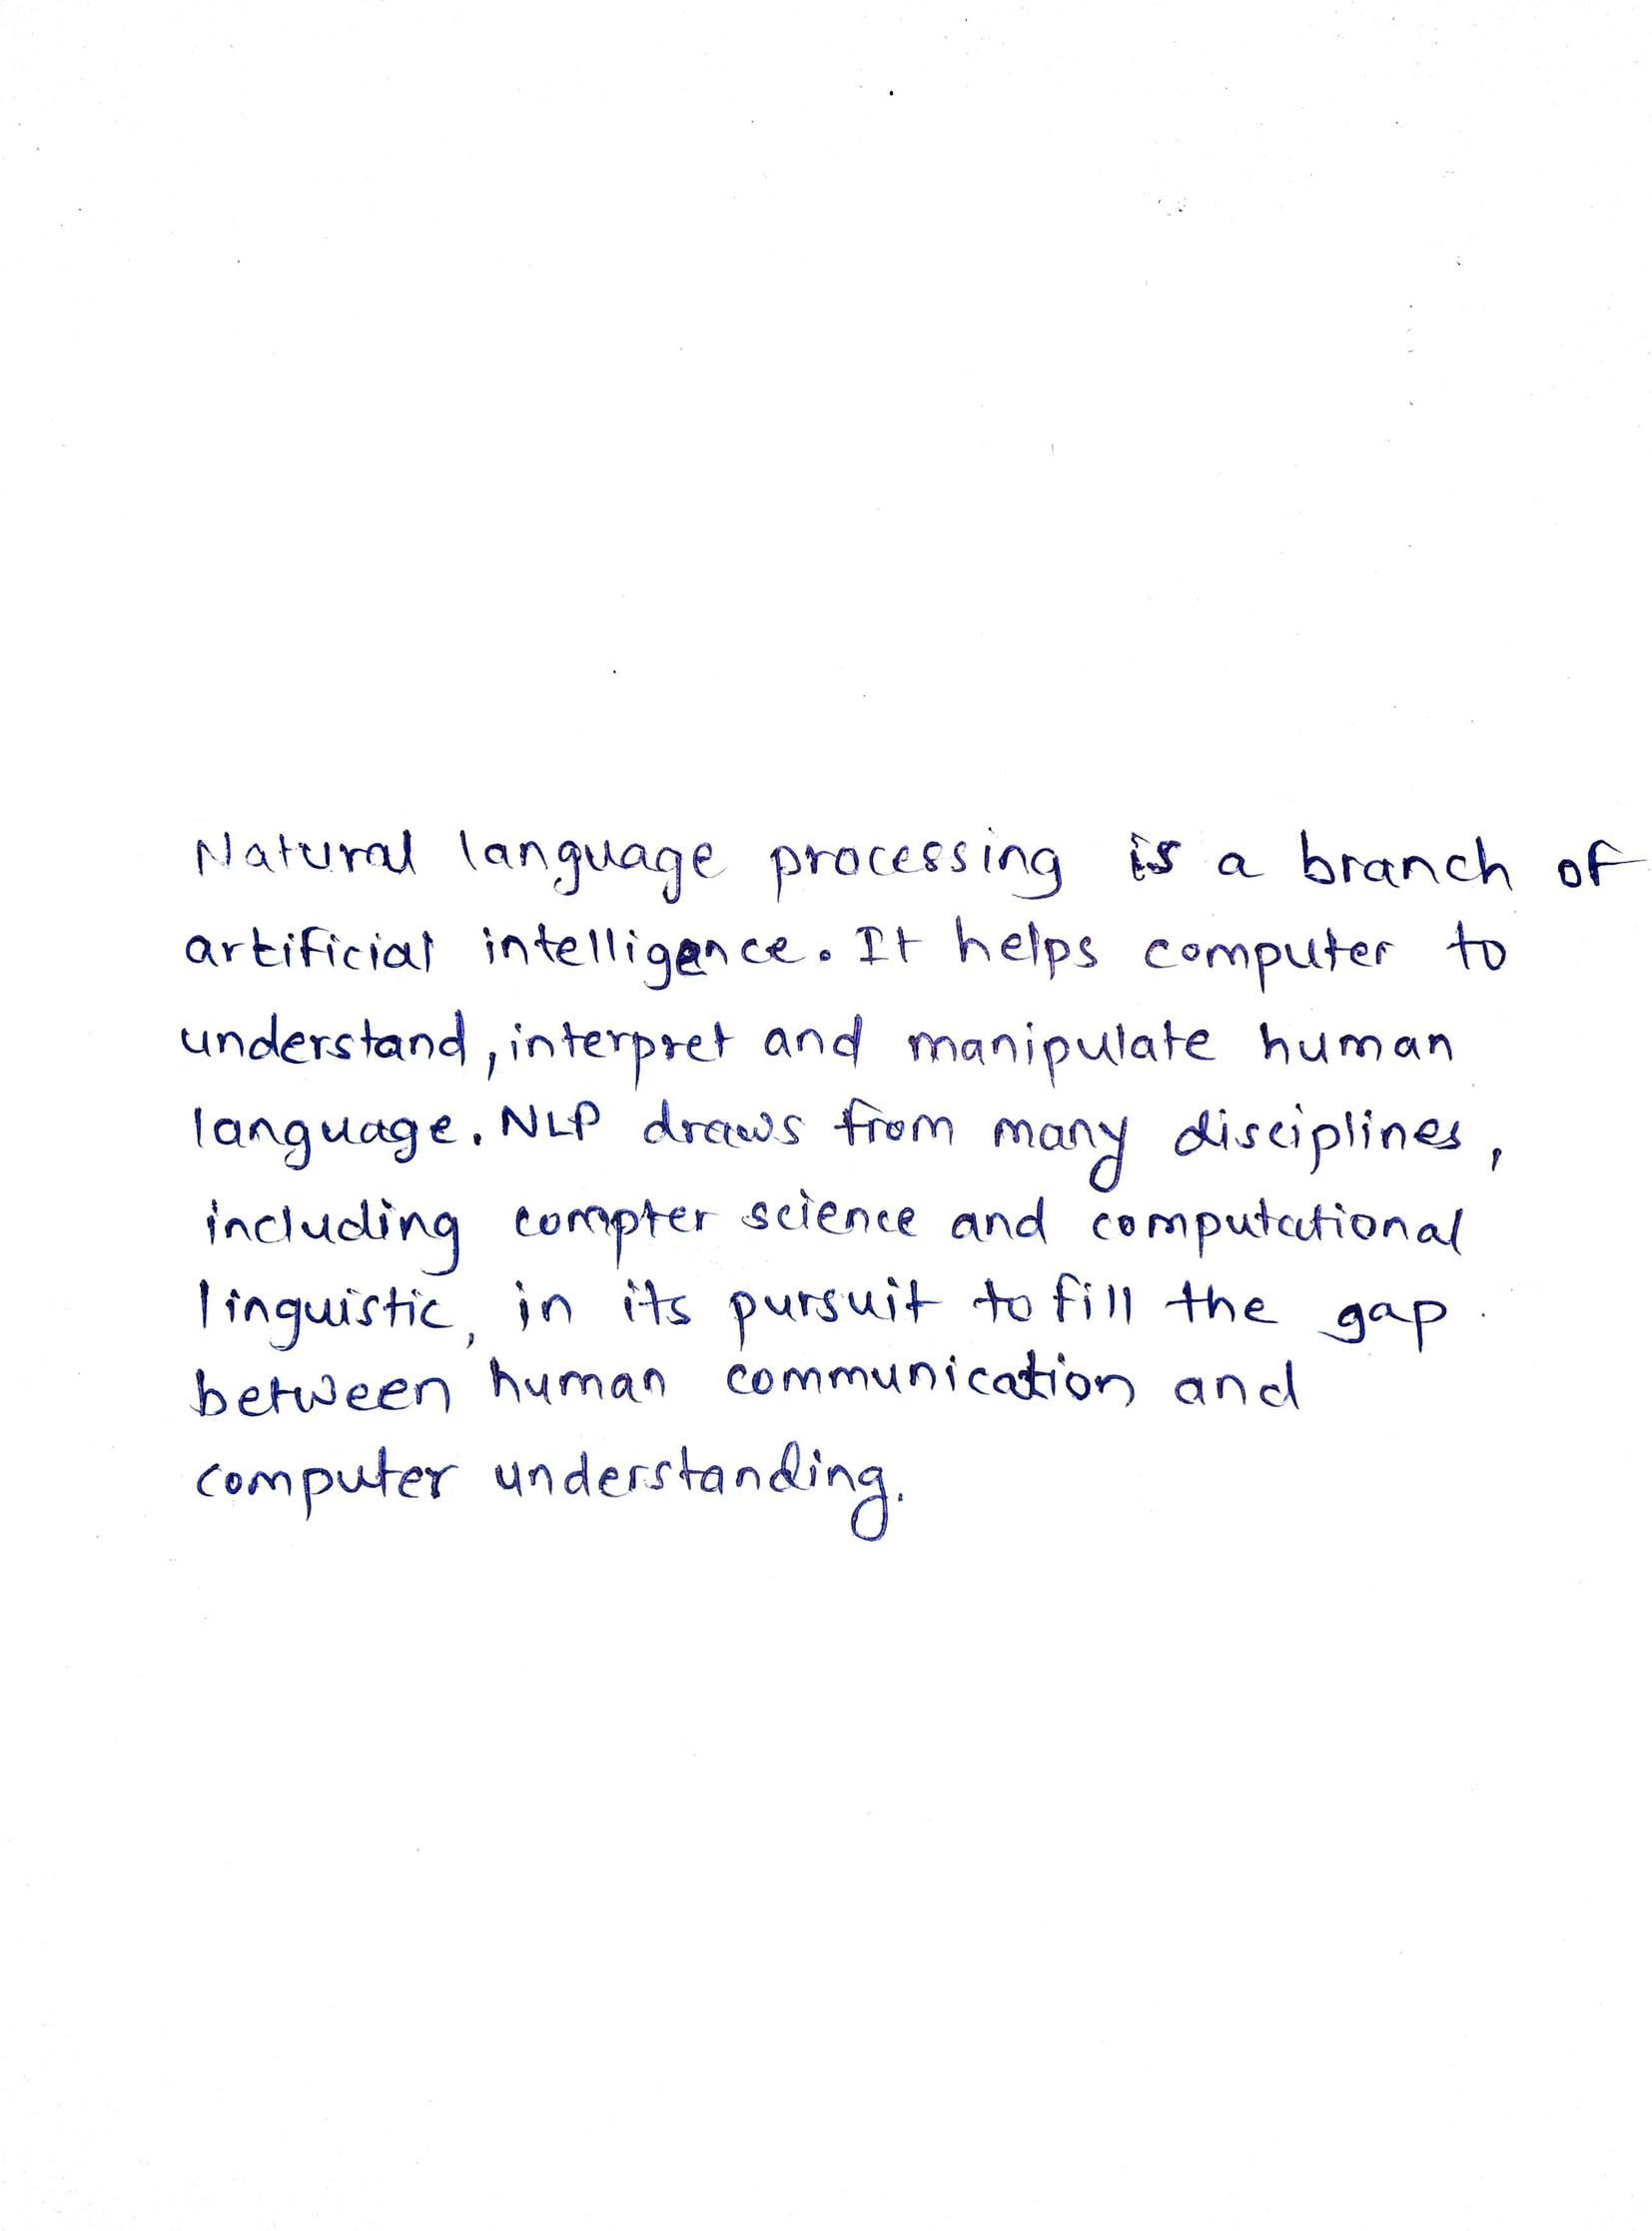 Natural language processing is a branch of
artificial intelligence. It helps computer to
understand, interpret and manipulate human
language. NLP draws from many disciplines,
including compter science and computational
linguistic, in its pursuit to fill the gap
between human communication and
computer understanding.